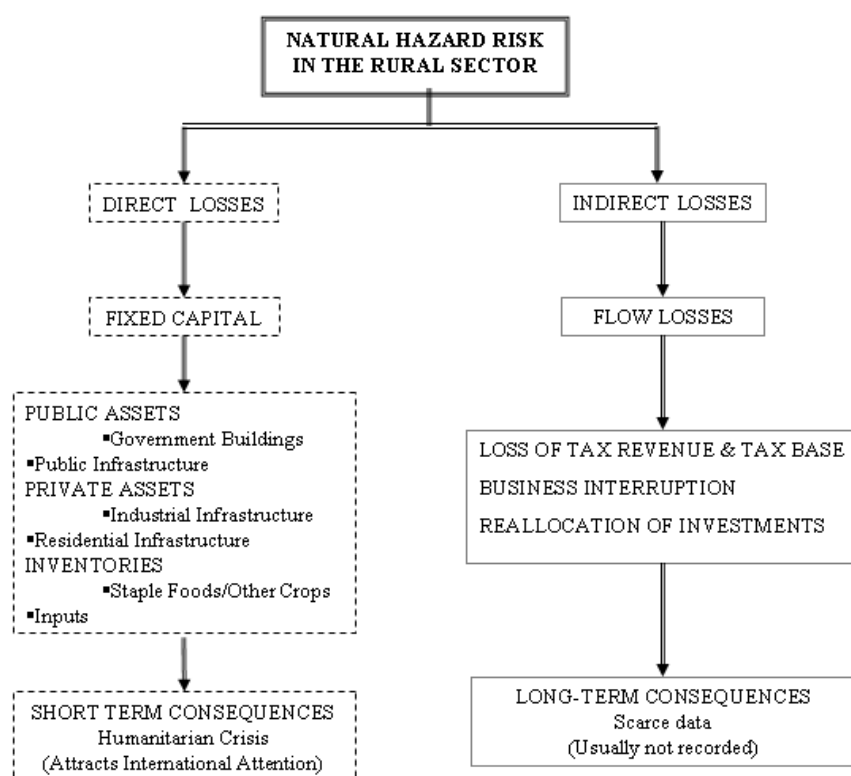 NATURAL HAZARD RISK
IN THE RURAL SECTOR
DIRECT LOSSES
INDIRECT LOSSES
FIXED CAPITAL
FLOW LOSSES
PUBLIC ASSETS
▪Government Buildings
▪Public Infrastructure
PRIVATE ASSETS
▪Industrial Infrastructure
▪Residential Infrastructure
INVENTORIES
▪Staple Foods/Other Crops
▪Inputs
LOSS OF TAX REVENUE & TAX BASE
BUSINESS INTERRUPTION
REALLOCATION OF INVESTMENTS
SHORT TERM CONSEQUENCES
Humanitarian Crisis
(Attracts International Attention)
LONG-TERM CONSEQUENCES
Scarce data
(Usually not recorded)